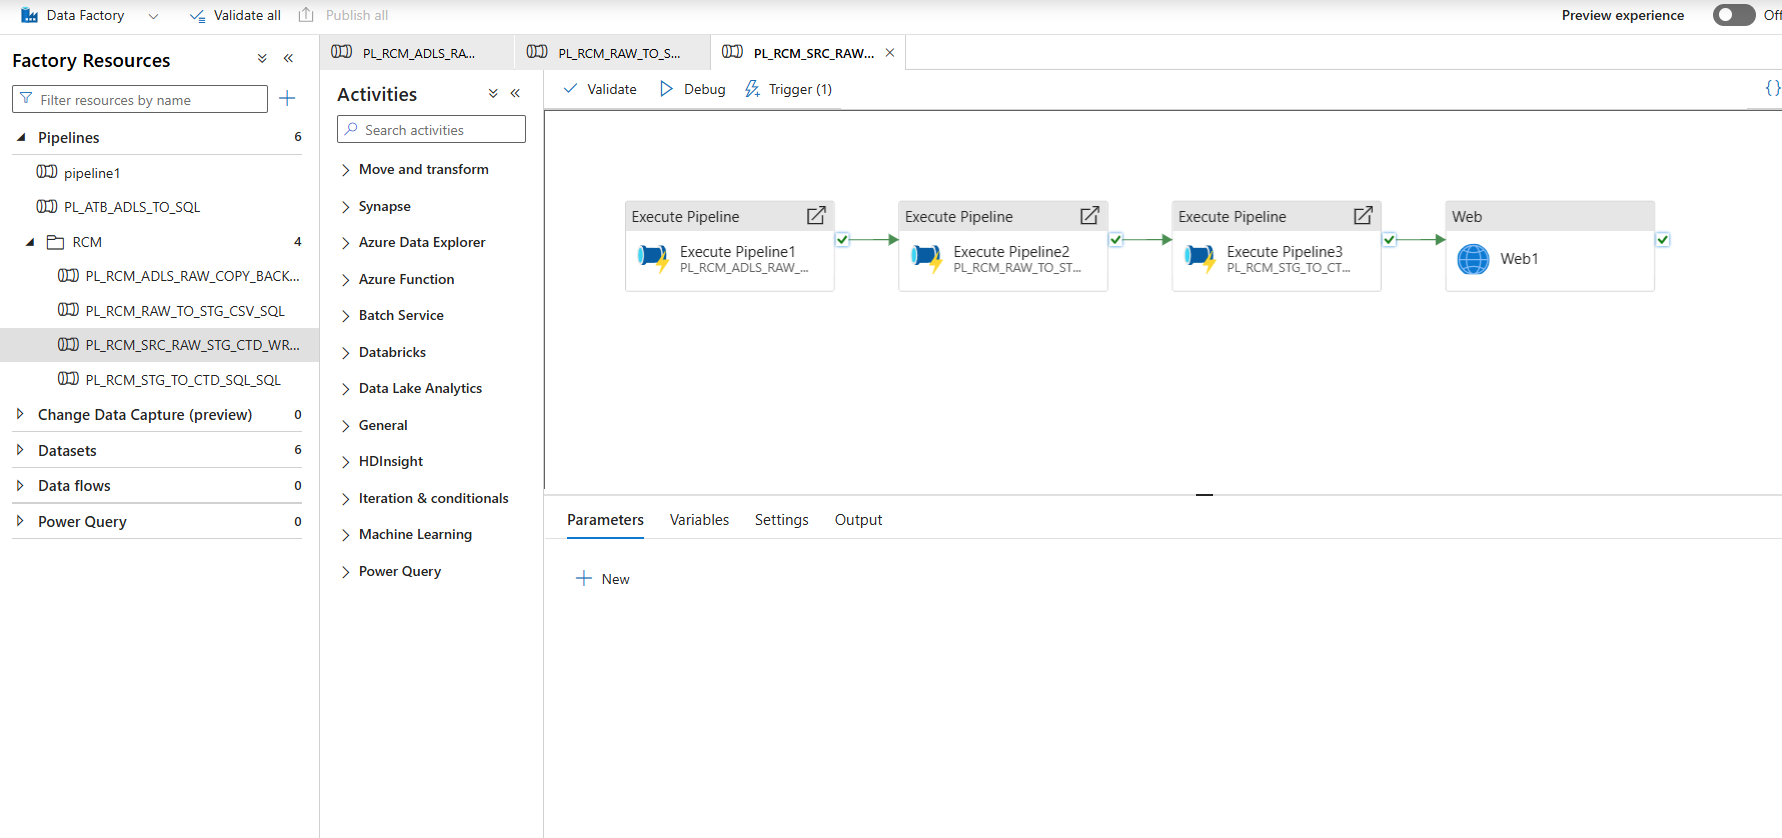 Data Factory
Validate all
Publish all
Preview experience
Off
Factory Resources
Filter resources by name
Pipelines 6
pipeline1
PL_ATB_ADLS_TO_SQL
RCM 4
PL_RCM_ADLS_RAW_COPY_BACK...
PL_RCM_RAW_TO_STG_CSV_SQL
PL_RCM_SRC_RAW_STG_CTD_WR...
PL_RCM_STG_TO_CTD_SQL_SQL
Change Data Capture (preview) 0
Datasets 6
Data flows 0
Power Query 0
PL_RCM_ADLS_RA...
PL_RCM_RAW_TO_S...
PL_RCM_SRC_RAW...
Activities
Search activities
Move and transform
Synapse
Azure Data Explorer
Azure Function
Batch Service
Databricks
Data Lake Analytics
General
HDInsight
Iteration & conditionals
Machine Learning
Power Query
Validate
Debug
Trigger (1)
{}
Execute Pipeline
Execute Pipeline1
PL_RCM_ADLS_RAW_...
Execute Pipeline
Execute Pipeline2
PL_RCM_RAW_TO_ST...
Execute Pipeline
Execute Pipeline3
PL_RCM_STG_TO_CT...
Web
Web1
Parameters
Variables
Settings
Output
New